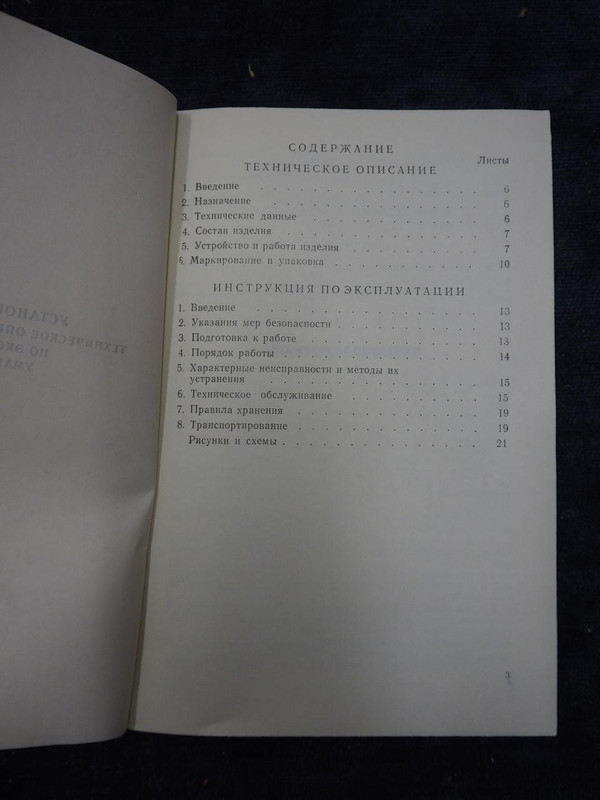 СОДЕРЖАНИЕ
ТЕХНИЧЕСКОЕ ОПИСАНИЕ
Листы
1. Введение . . . . . . . . . . . . . . . . . 6
2. Назначение . . . . . . . . . . . . . . . . 6
3. Технические данные . . . . . . . . . . . . . 6
4. Состав изделия . . . . . . . . . . . . . . . 7
5. Устройство и работа изделия . . . . . . . . . . 7
6. Маркирование и упаковка . . . . . . . . . . . 10
ИНСТРУКЦИЯ ПО ЭКСПЛУАТАЦИИ
1. Введение . . . . . . . . . . . . . . . . . 13
2. Указания мер безопасности . . . . . . . . . . . 13
3. Подготовка к работе . . . . . . . . . . . . . 13
4. Порядок работы . . . . . . . . . . . . . . . 14
5. Характерные неисправности и методы их
устранения . . . . . . . . . . . . . . . . 15
6. Техническое обслуживание . . . . . . . . . . . 15
7. Правила хранения . . . . . . . . . . . . . . 19
8. Транспортирование . . . . . . . . . . . . . . 19
Рисунки и схемы . . . . . . . . . . . . . . . 21
3